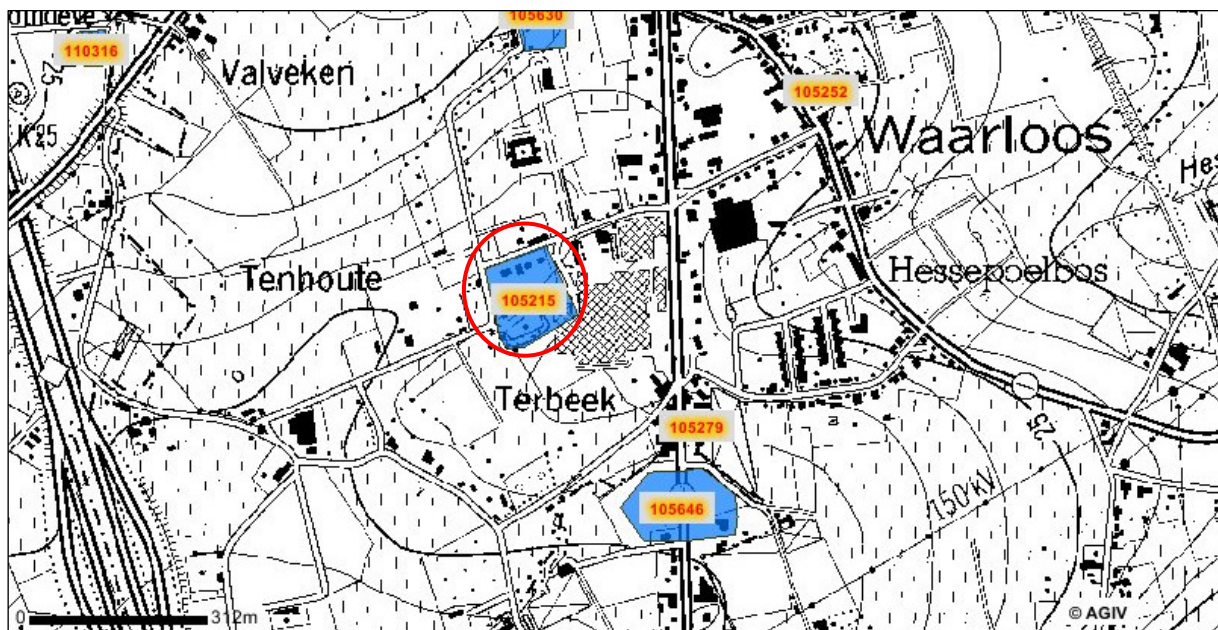 105630
110316
Valveken
25
105252
Waarloos
K25
Hes
Tenhoute
Hessepoelbos
105215
Terbeek
105279
25
150 kV
105646
0 312m
© AGIV